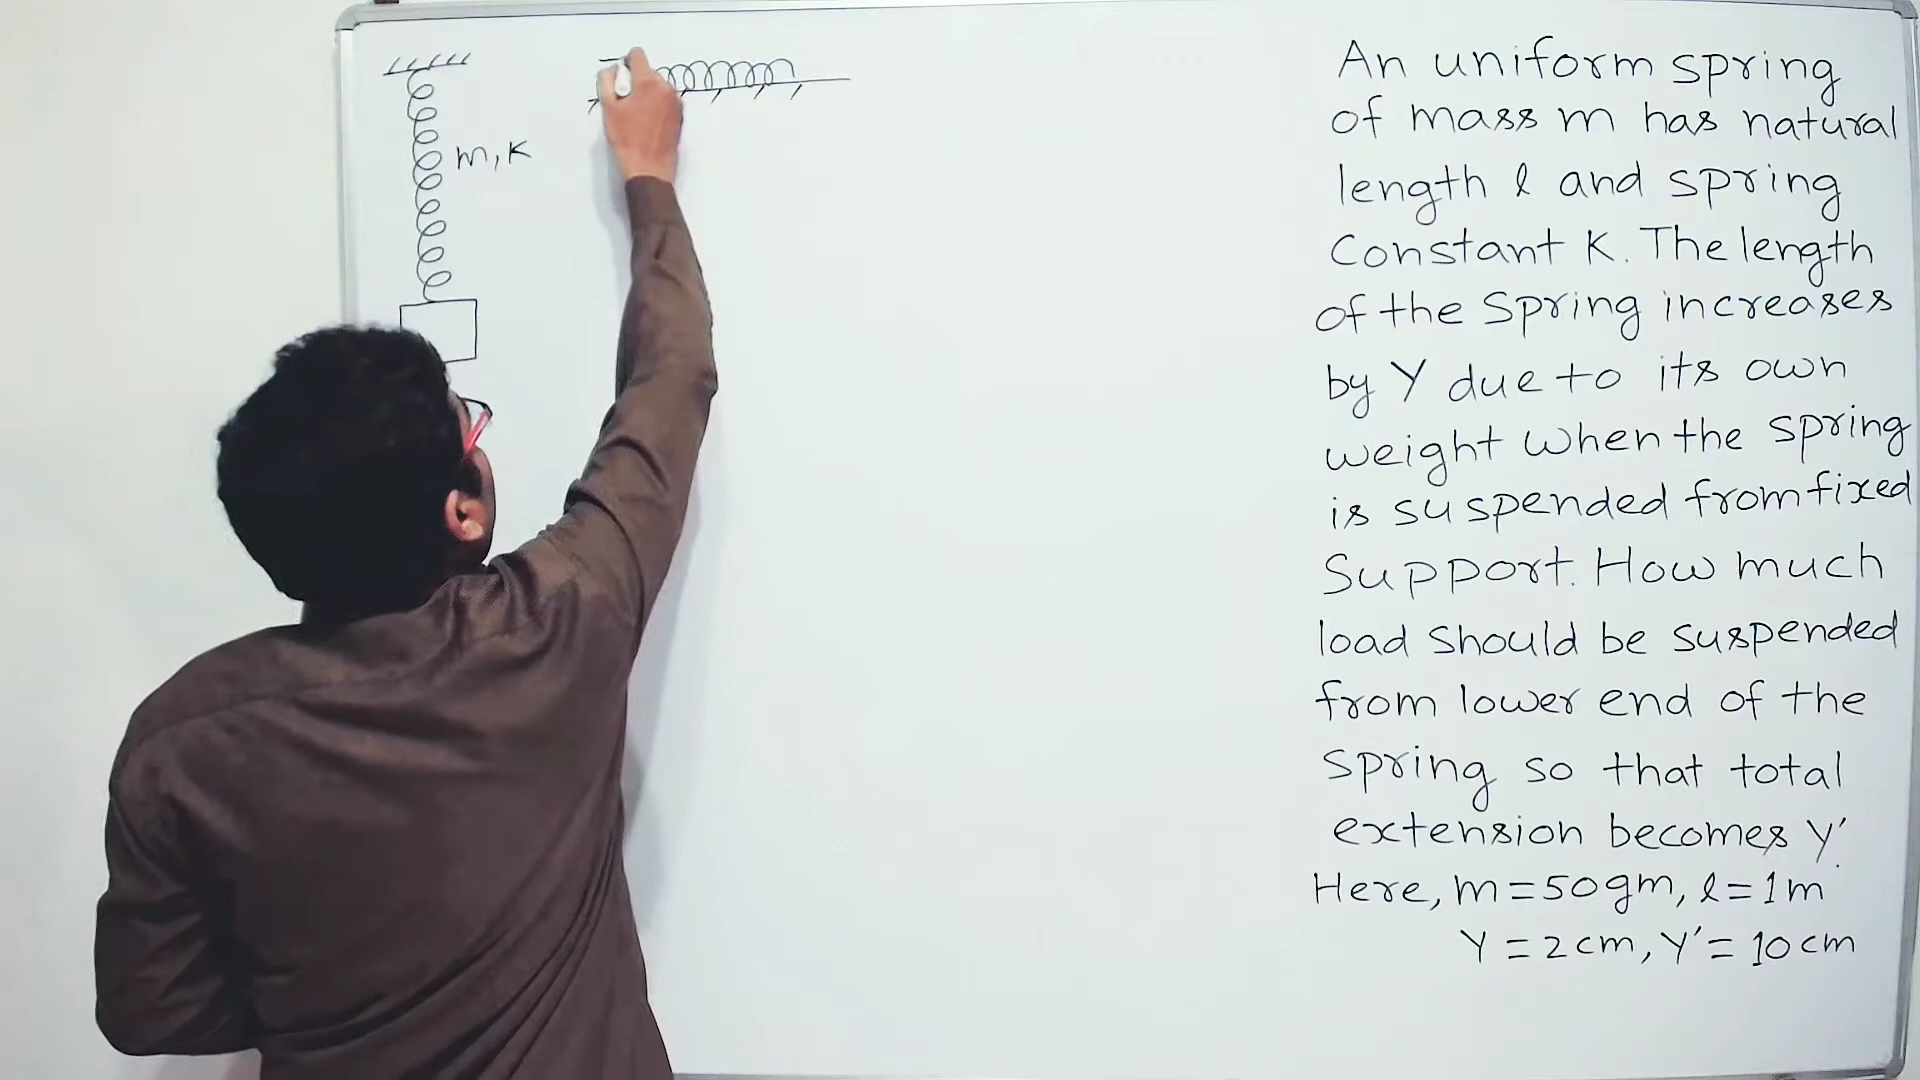 m, K
An uniform spring
of mass m has natural
length l and spring
Constant K. The length
of the Spring increases
by Y due to its own
weight when the spring
is suspended from fixed
Support. How much
load should be suspended
from lower end of the
spring so that total
extension becomes Y'.
Here, m = 50gm, l = 1m
Y = 2cm, Y' = 10cm